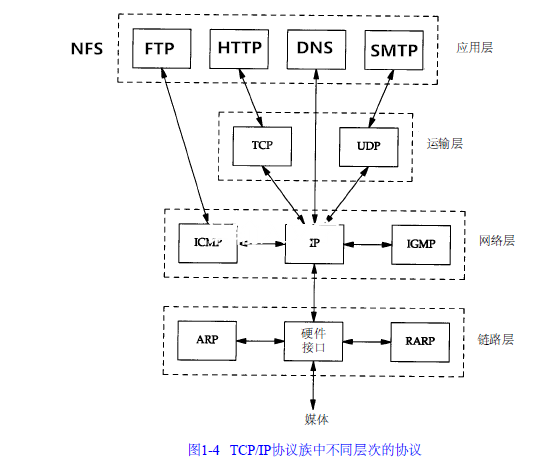 NFS FTP HTTP DNS SMTP 应用层
TCP UDP 运输层
ICMP IP IGMP 网络层
ARP 硬件 RARP 链路层
接口
媒体
图1-4 TCP/IP协议族中不同层次的协议